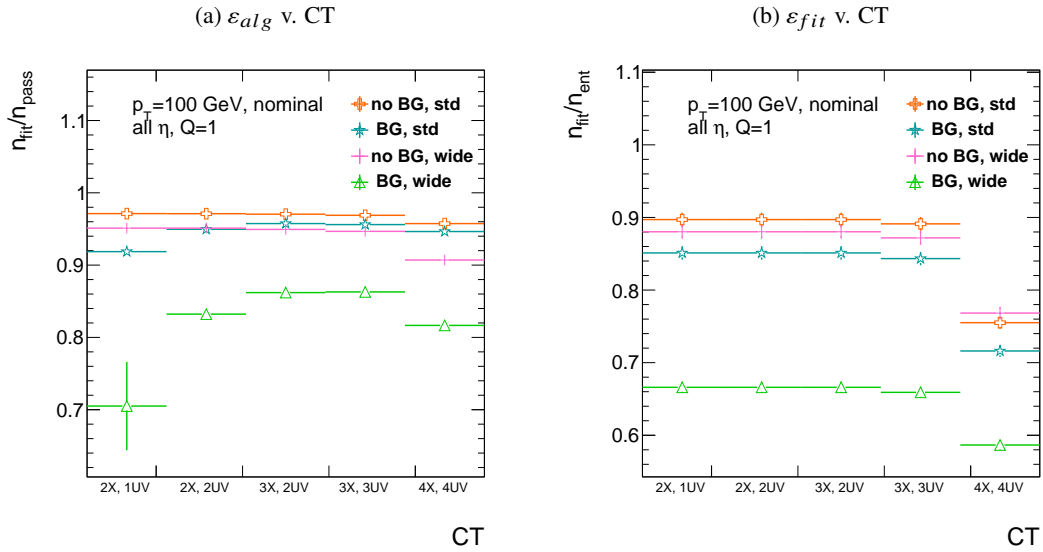 (a) εalg v. CT
nfit/npass
pT=100 GeV, nominal
all η, Q=1
no BG, std
BG, std
no BG, wide
BG, wide
1.1
1
0.9
0.8
0.7
2X, 1UV 2X, 2UV 3X, 2UV 3X, 3UV 4X, 4UV
CT
(b) εfit v. CT
nfit/nent
pT=100 GeV, nominal
all η, Q=1
no BG, std
BG, std
no BG, wide
BG, wide
1.1
1
0.9
0.8
0.7
0.6
2X, 1UV 2X, 2UV 3X, 2UV 3X, 3UV 4X, 4UV
CT